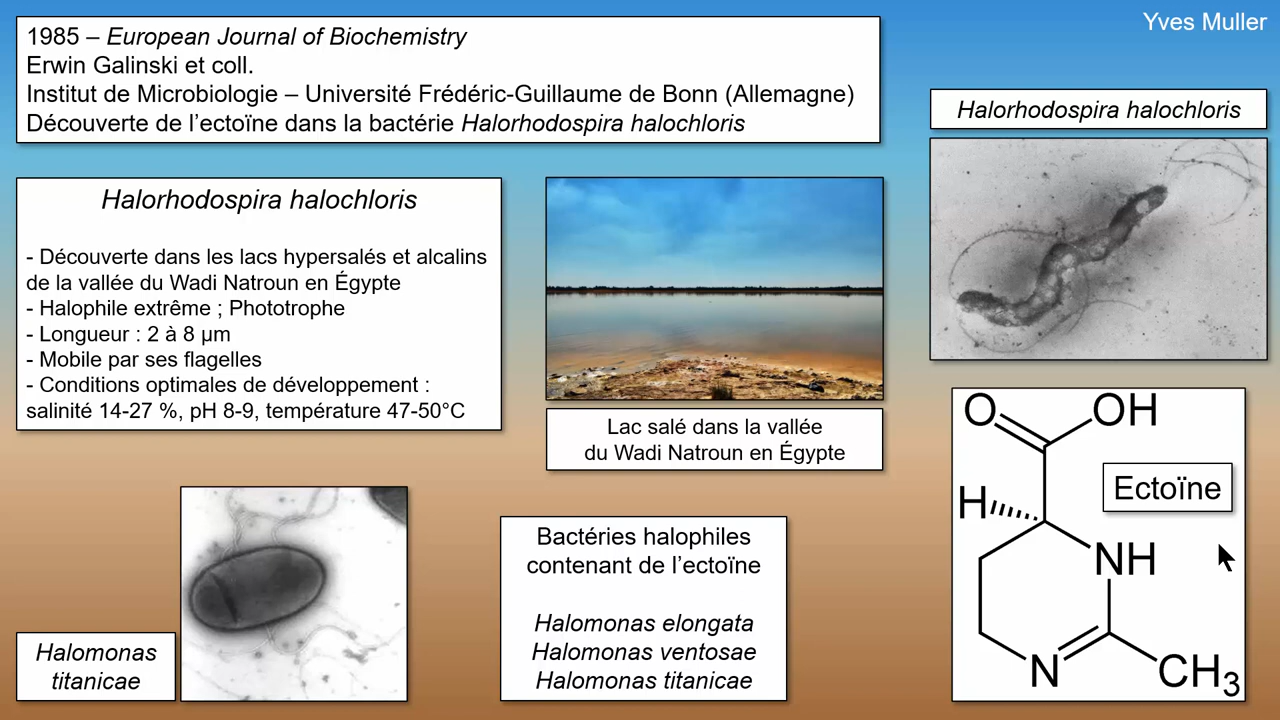 Yves Muller
1985 – European Journal of Biochemistry
Erwin Galinski et coll.
Institut de Microbiologie – Université Frédéric-Guillaume de Bonn (Allemagne)
Découverte de l'ectoïne dans la bactérie Halorhodospira halochloris
Halorhodospira halochloris
Halorhodospira halochloris
- Découverte dans les lacs hypersalés et alcalins
de la vallée du Wadi Natroun en Égypte
- Halophile extrême ; Phototrophe
- Longueur : 2 à 8 µm
- Mobile par ses flagelles
- Conditions optimales de développement :
salinité 14-27 %, pH 8-9, température 47-50°C
Lac salé dans la vallée
du Wadi Natroun en Égypte
O
OH
H
Ectoïne
NH
N
CH3
Bactéries halophiles
contenant de l'ectoïne
Halomonas elongata
Halomonas ventosae
Halomonas titanicae
Halomonas
titanicae